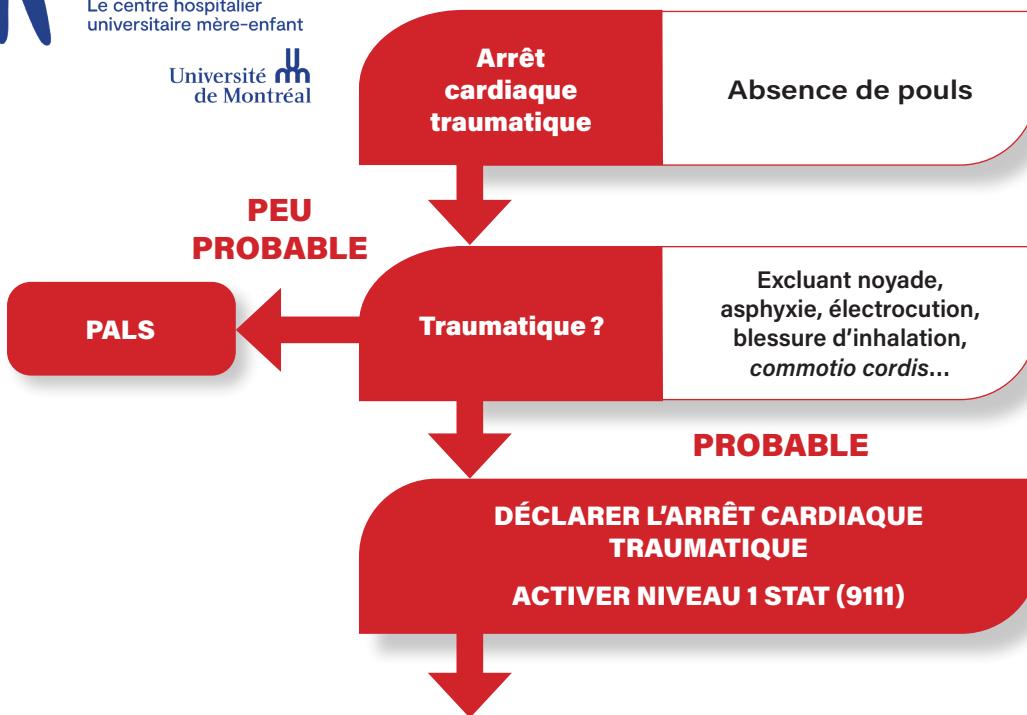 Le centre hospitalier
universitaire mère-enfant
Université
de Montréal
Arrêt
cardiaque
traumatique
Absence de pouls
PEU
PROBABLE
PALS
Traumatique ?
Excluant noyade,
asphyxie, électrocution,
blessure d’inhalation,
commotio cordis...
PROBABLE
DÉCLARER L’ARRÊT CARDIAQUE
TRAUMATIQUE
ACTIVER NIVEAU 1 STAT (9111)